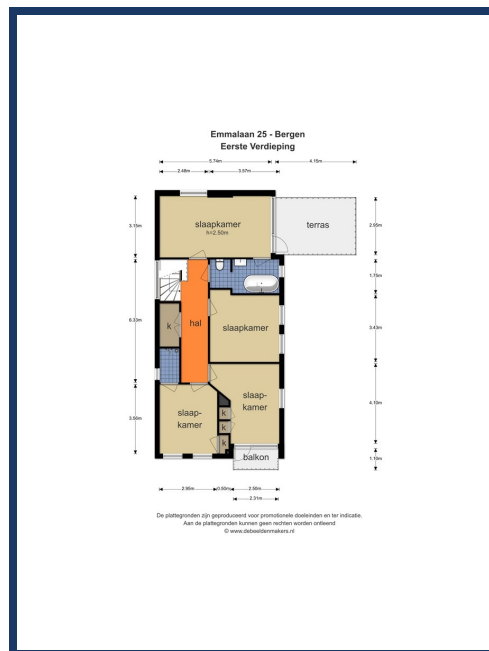 Emmalaan 25 - Bergen
Eerste Verdieping
5.74m
4.15m
2.48m
3.57m
3.15m
slaapkamer
h=2.50m
terras
2.95m
1.75m
6.33m
k
hal
slaapkamer
3.43m
slaap-
kamer
slaap-
kamer
k
k
k
3.56m
4.10m
balkon
1.10m
2.95m
0.50m
2.56m
2.31m
De plattegronden zijn geproduceerd voor promotionele doeleinden en ter indicatie.
Aan de plattegronden kunnen geen rechten worden ontleend
© www.debeeldenmakers.nl